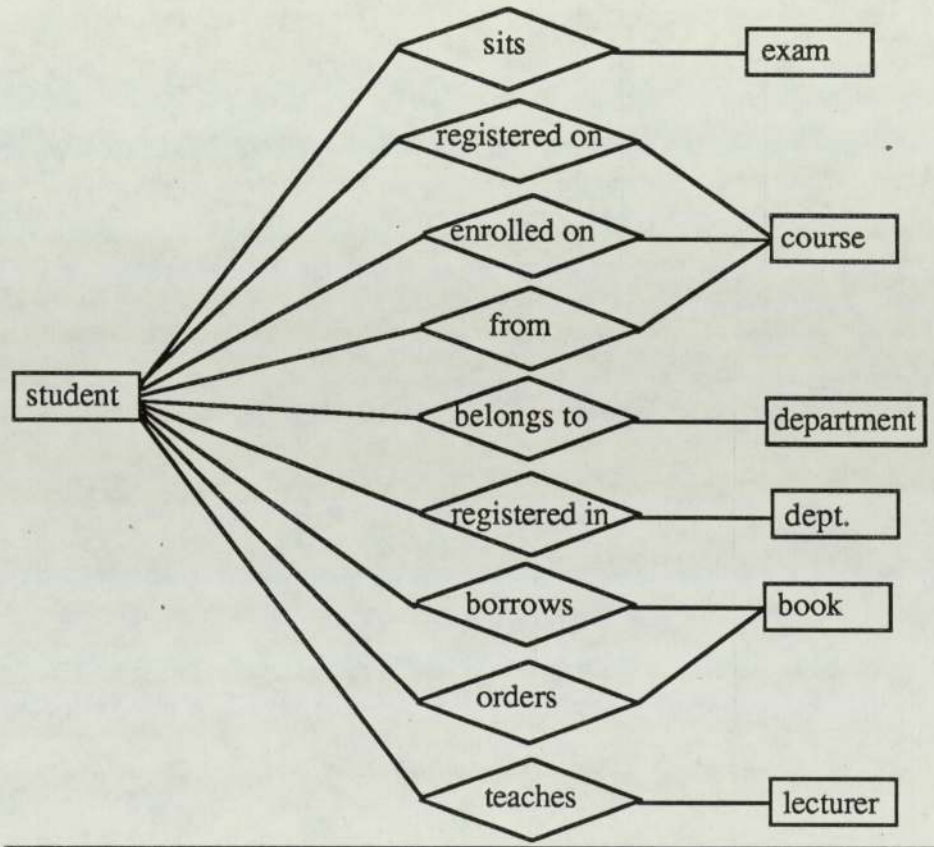 sits
exam
registered on
enrolled on
course
from
student
belongs to
department
registered in
dept.
borrows
book
orders
teaches
lecturer